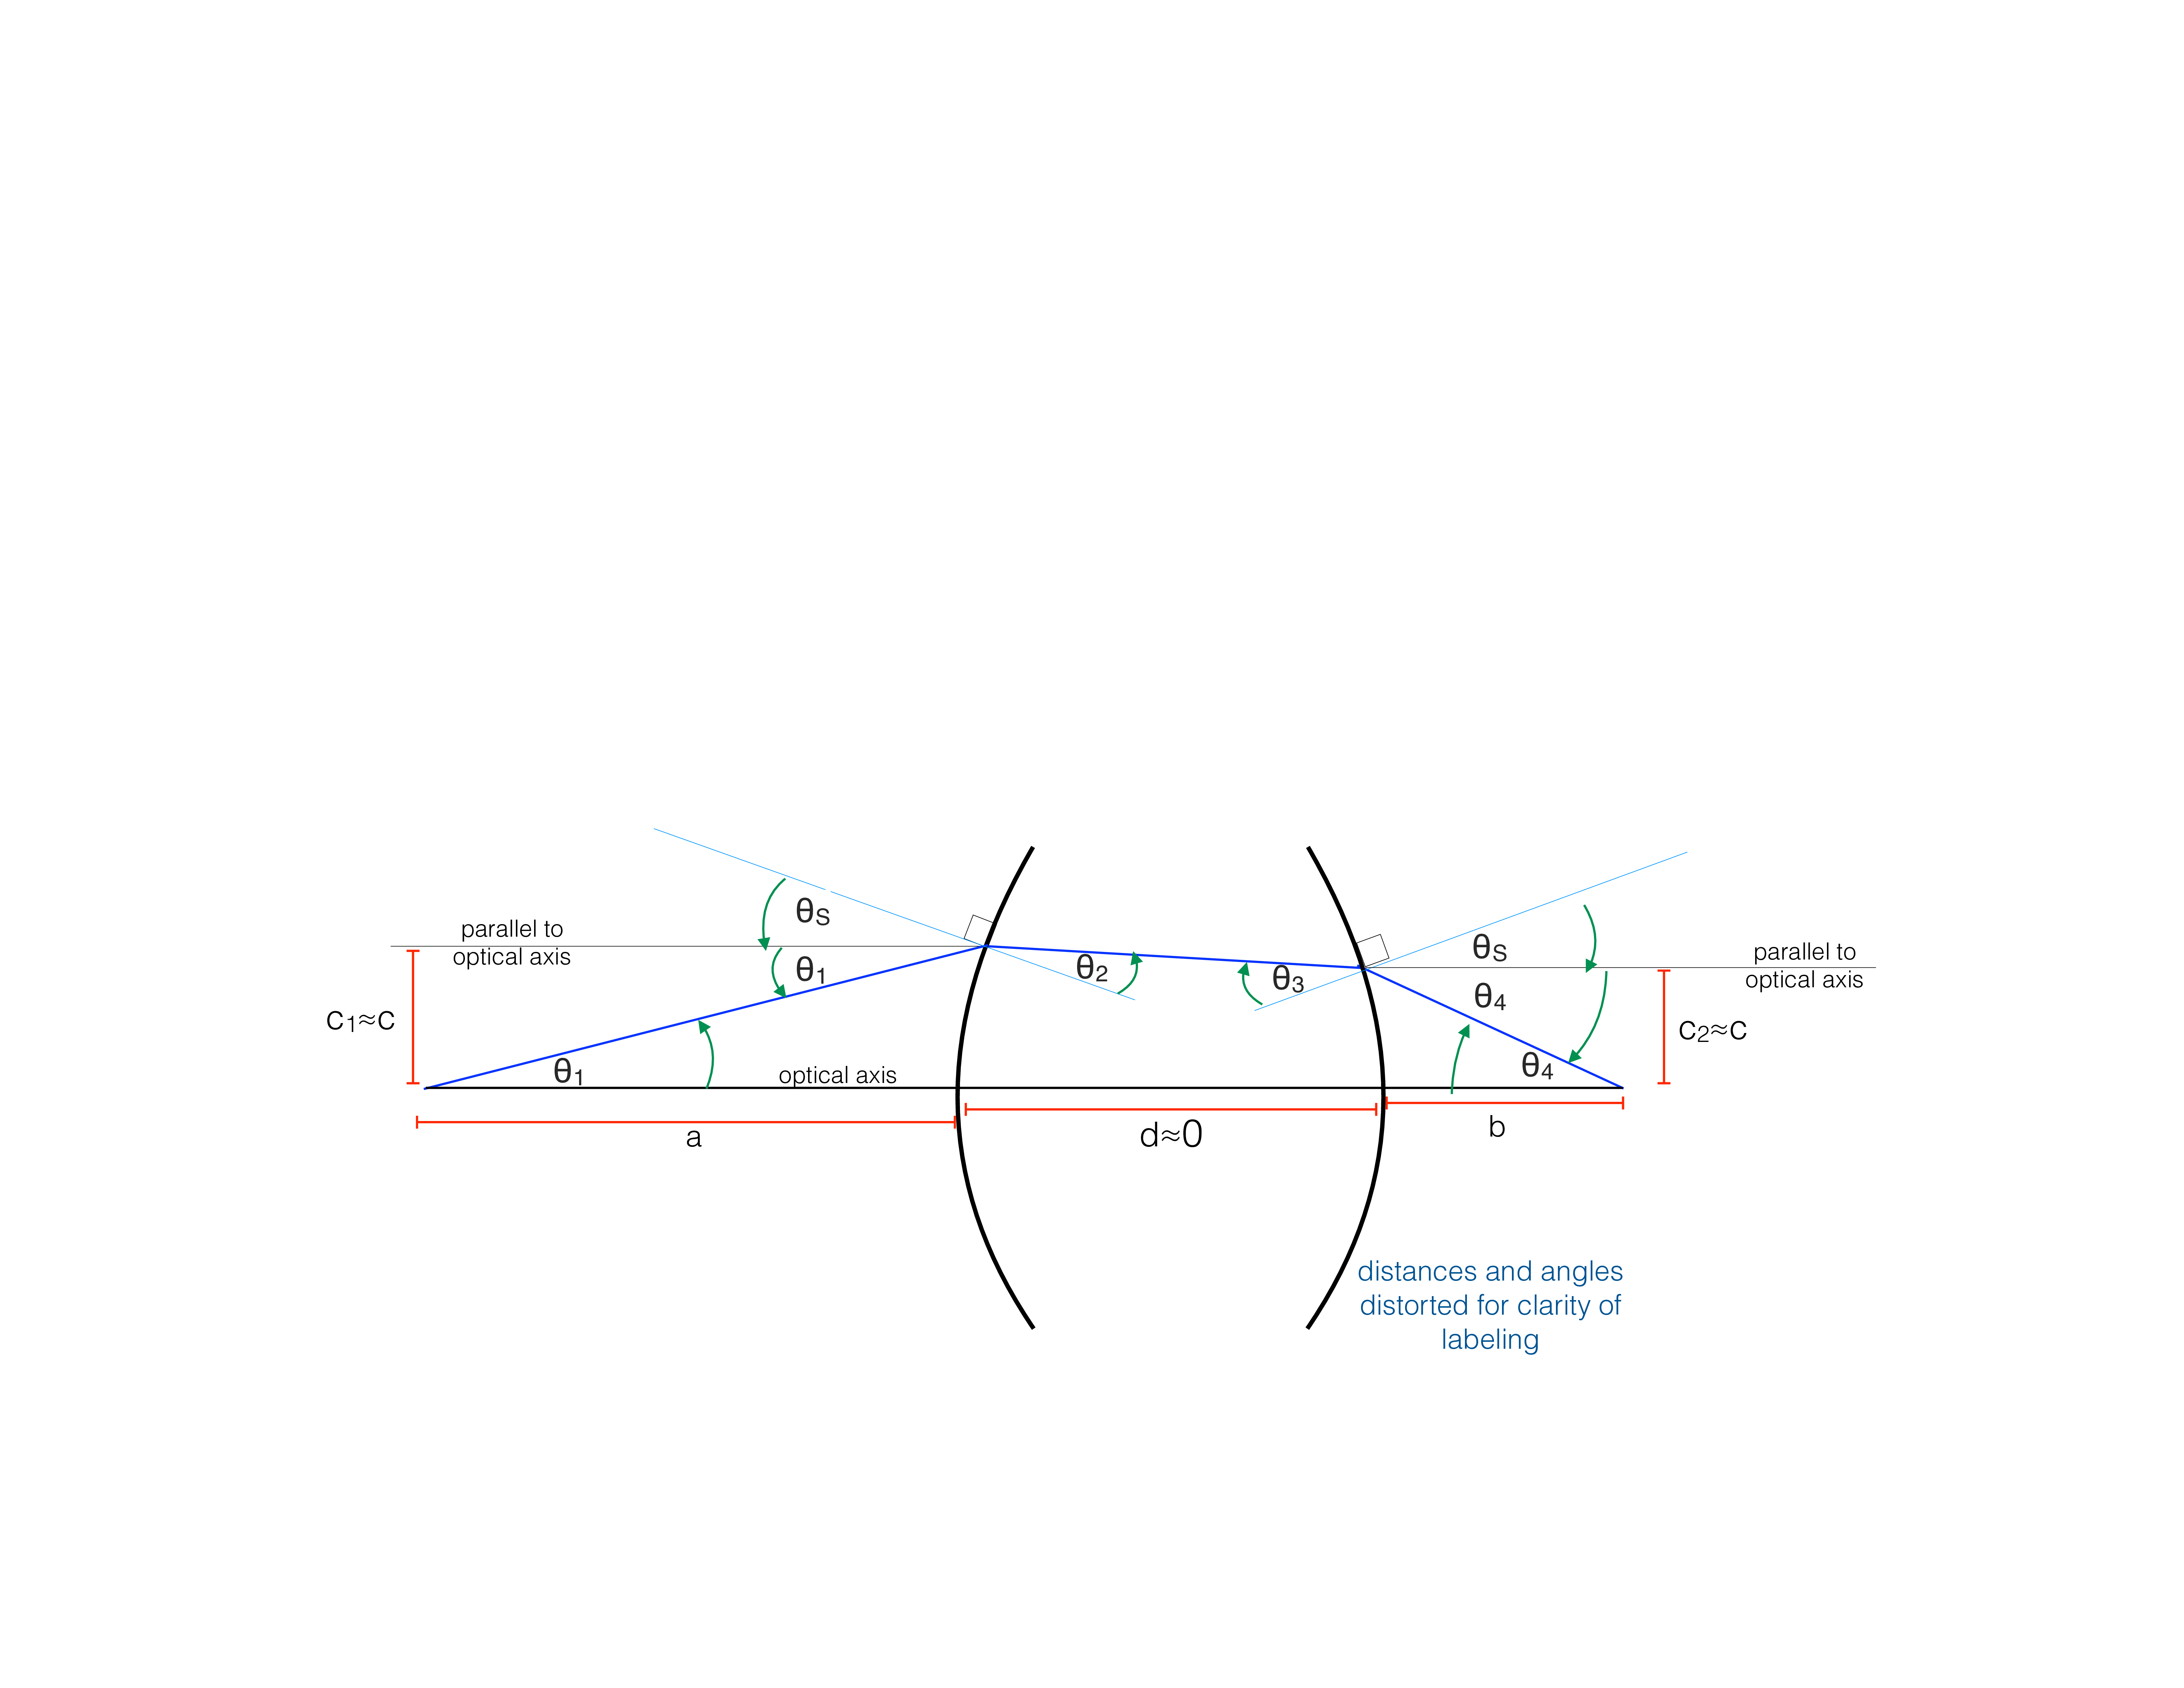 θs
parallel to
optical axis
θ1
θ2
θ3
θs
parallel to
optical axis
θ4
c1≈c
c2≈c
θ1
optical axis
θ4
a
d≈0
b
distances and angles
distorted for clarity of
labeling